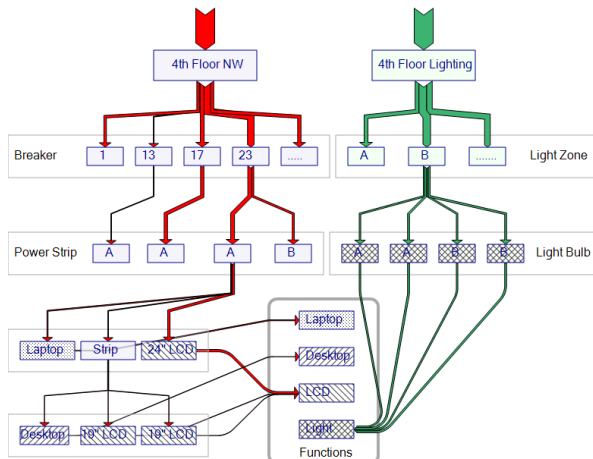 4th Floor NW
4th Floor Lighting
Breaker
1
13
17
23
.....
A
B
.......
Light Zone
Power Strip
A
A
A
B
A
A
B
B
Light Bulb
Laptop
Strip
24" LCD
Laptop
Desktop
LCD
Light
Functions
Desktop
19" LCD
19" LCD